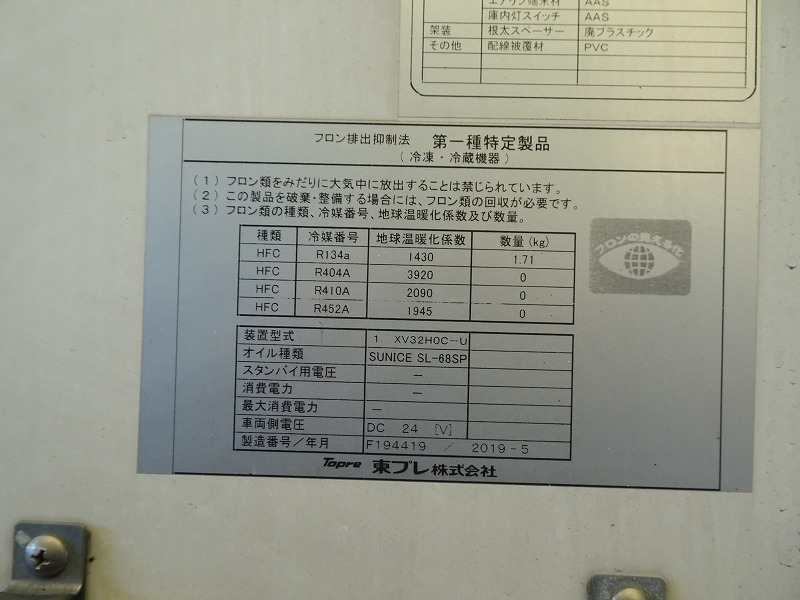 エアリブ端末材 AAS
庫内灯スイッチ AAS
架装 根太スペーサー 廃プラスチック
その他 配線被覆材 PVC
フロン排出抑制法 第一種特定製品
（冷凍・冷蔵機器）
（１）フロン類をみだりに大気中に放出することは禁じられています。
（２）この製品を破棄・整備する場合には、フロン類の回収が必要です。
（３）フロン類の種類、冷媒番号、地球温暖化係数及び数量。
種類 冷媒番号 地球温暖化係数 数量(kg)
HFC R134a 1430 1.71
HFC R404A 3920 0
HFC R410A 2090 0
HFC R452A 1945 0
フロンの見える化
装置型式 1. XV32HOC--U
オイル種類 SUNICE SL-68SP
スタンバイ用電圧 —
消費電力 —
最大消費電力 —
車両側電圧 DC 24 [V]
製造番号／年月 F194419 ／ 2019-5
Topre 東プレ株式会社